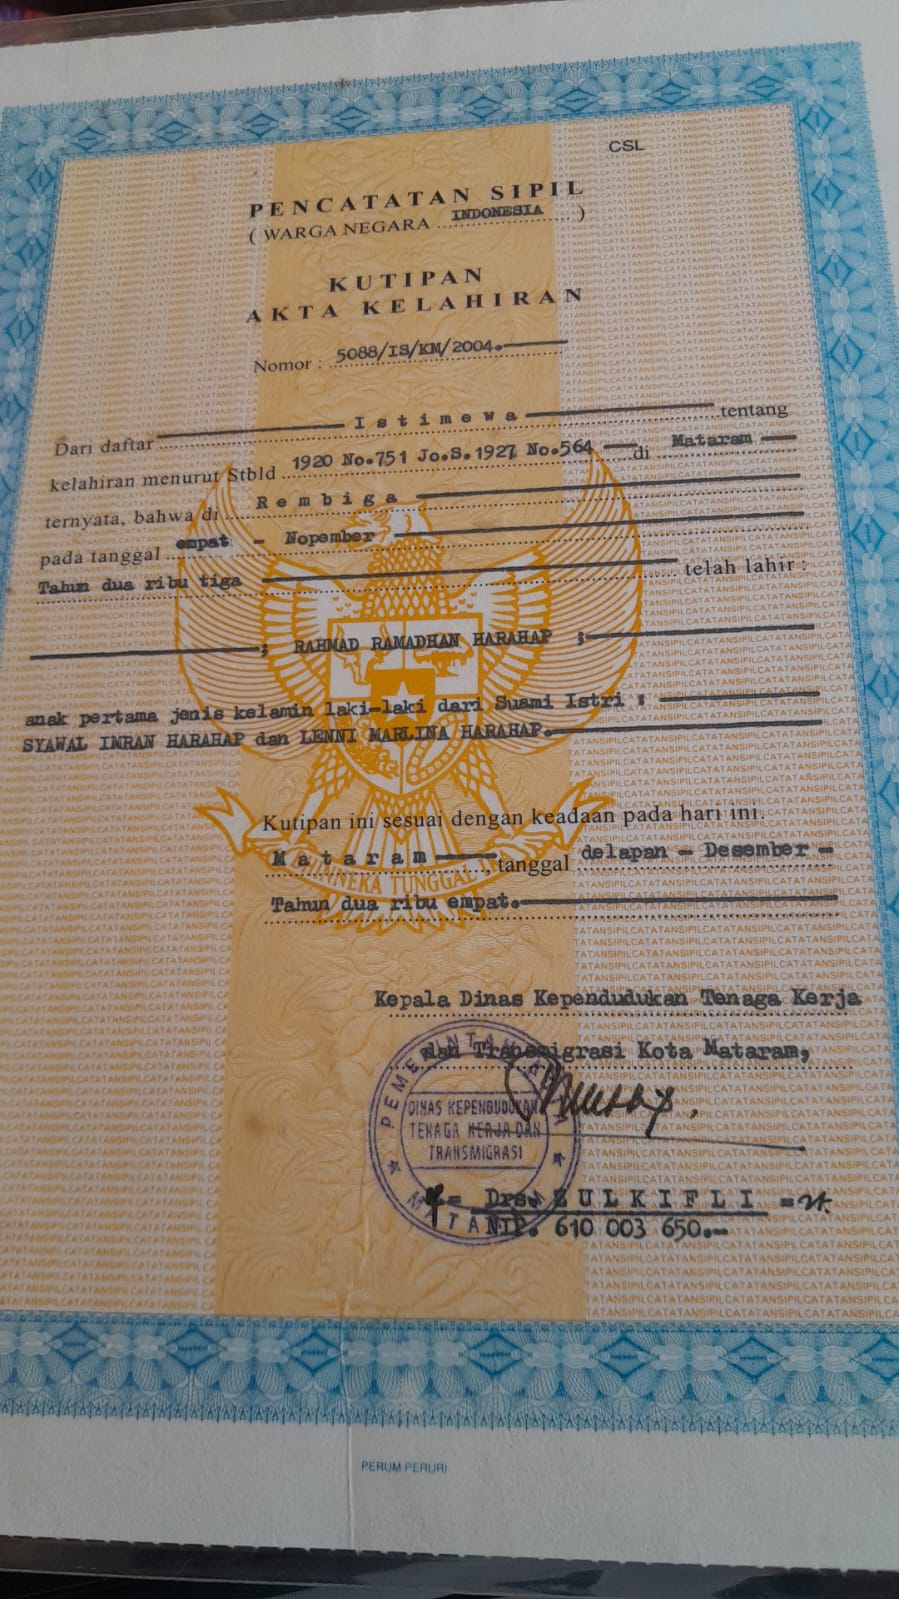 CSL
PENCATATAN SIPIL
( WARGA NEGARA INDONESIA )
KUTIPAN
AKTA KELAHIRAN
Nomor : 5088/IS/KM/2004.
Dari daftar Istimewa tentang
kelahiran menurut Stbld 1920 No.751 Jo.S.1927 No.564 di Mataram
ternyata, bahwa di Rembiga
pada tanggal empat - Nopember
Tahun dua ribu tiga telah lahir :
; RAHMAD RAMADHAN HARAHAP ;
anak pertama jenis kelamin laki-laki dari Suami Istri :
SYAWAL IMRAN HARAHAP dan LENNI MARLINA HARAHAP.
Kutipan ini sesuai dengan keadaan pada hari ini.
Mataram, tanggal delapan - Desember -
Tahun dua ribu empat.
Kepala Dinas Kependudukan Tenaga Kerja
dan Transmigrasi Kota Mataram,
PEMERINTAH
DINAS KEPENDUDUKAN
TENAGA KERJA DAN
TRANSMIGRASI
MATARAM
Drs. ZULKIFLI
NIP. 610 003 650.-
PERUM PERURI